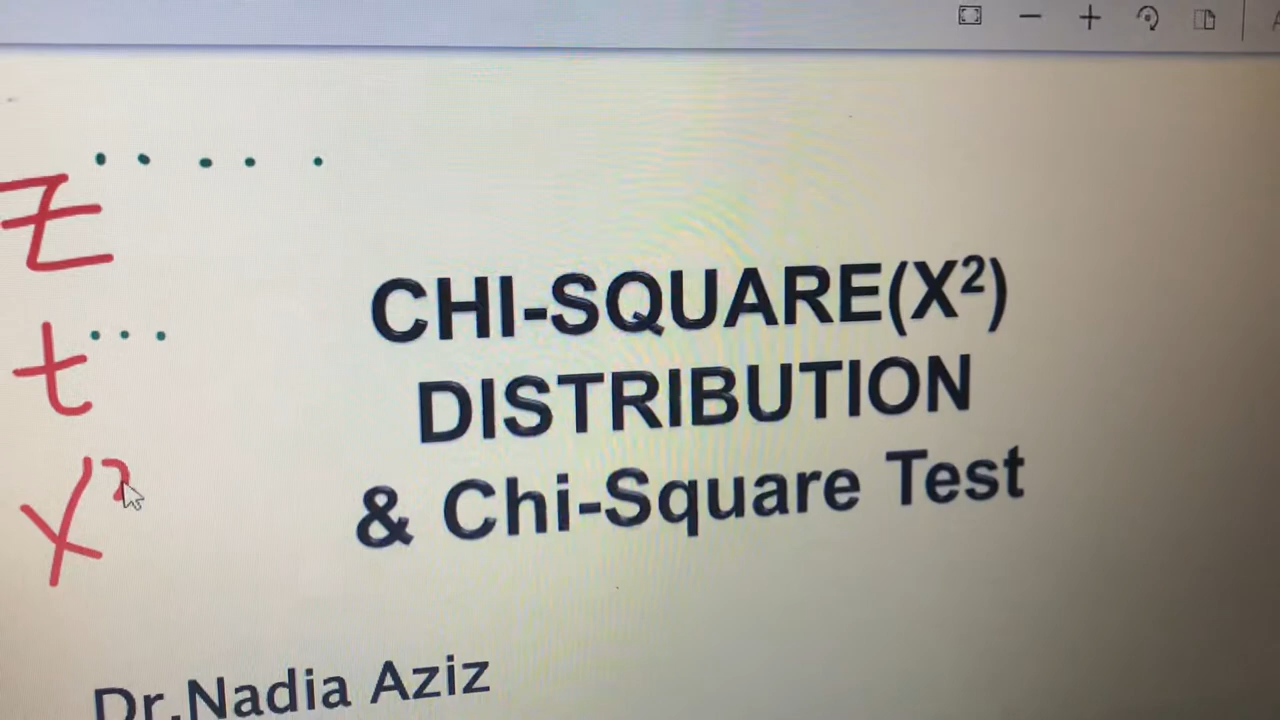 Z
t
X²
CHI-SQUARE(X²)
DISTRIBUTION
& Chi-Square Test
Dr.Nadia Aziz